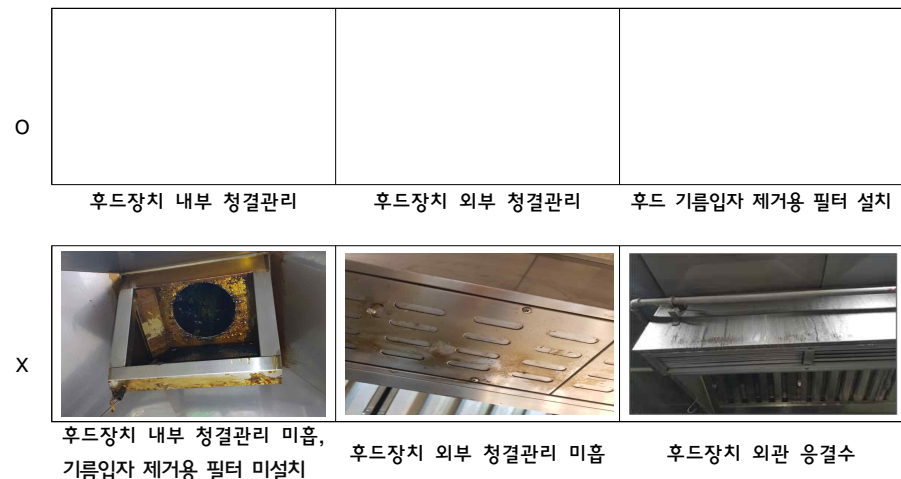 O
후드장치 내부 청결관리
후드장치 외부 청결관리
후드 기름입자 제거용 필터 설치
X
후드장치 내부 청결관리 미흡,
기름입자 제거용 필터 미설치
후드장치 외부 청결관리 미흡
후드장치 외관 응결수